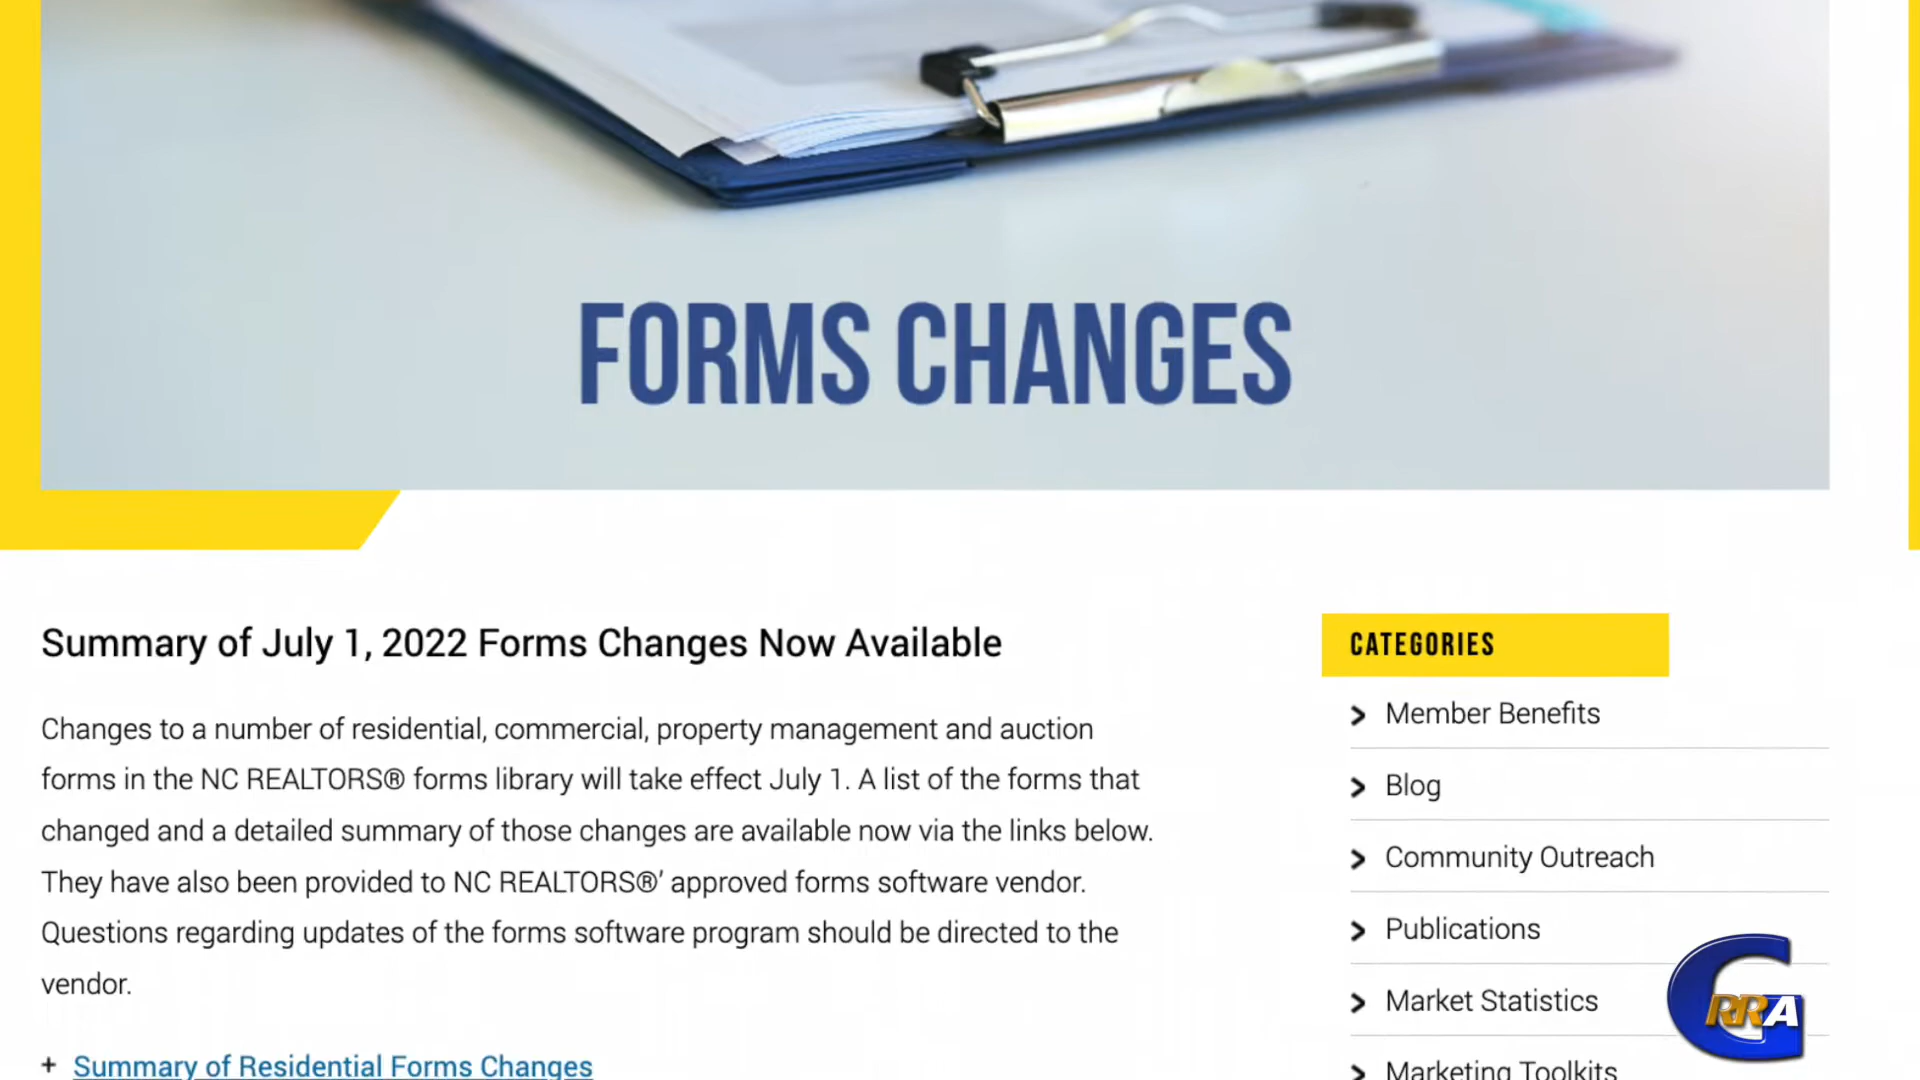 FORMS CHANGES
Summary of July 1, 2022 Forms Changes Now Available
Changes to a number of residential, commercial, property management and auction
forms in the NC REALTORS® forms library will take effect July 1. A list of the forms that
changed and a detailed summary of those changes are available now via the links below.
They have also been provided to NC REALTORS®’ approved forms software vendor.
Questions regarding updates of the forms software program should be directed to the
vendor.
+ Summary of Residential Forms Changes
CATEGORIES
Member Benefits
Blog
Community Outreach
Publications
Market Statistics
Marketing Toolkits
GRRA